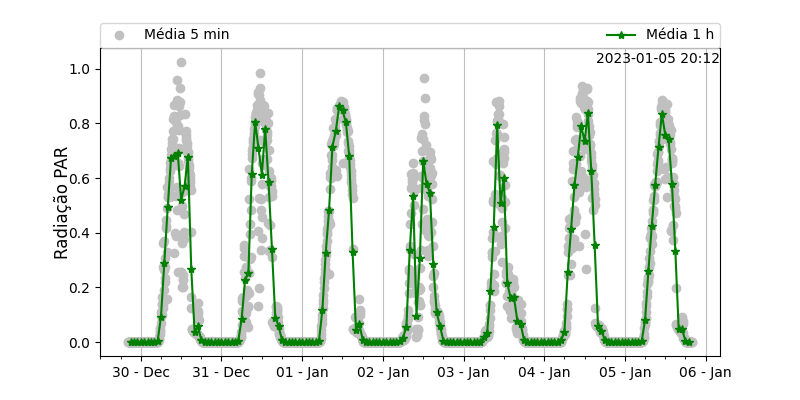 Média 5 min
Média 1 h
2023-01-05 20:12
Radiação PAR
1.0
0.8
0.6
0.4
0.2
0.0
30 - Dec
31 - Dec
01 - Jan
02 - Jan
03 - Jan
04 - Jan
05 - Jan
06 - Jan